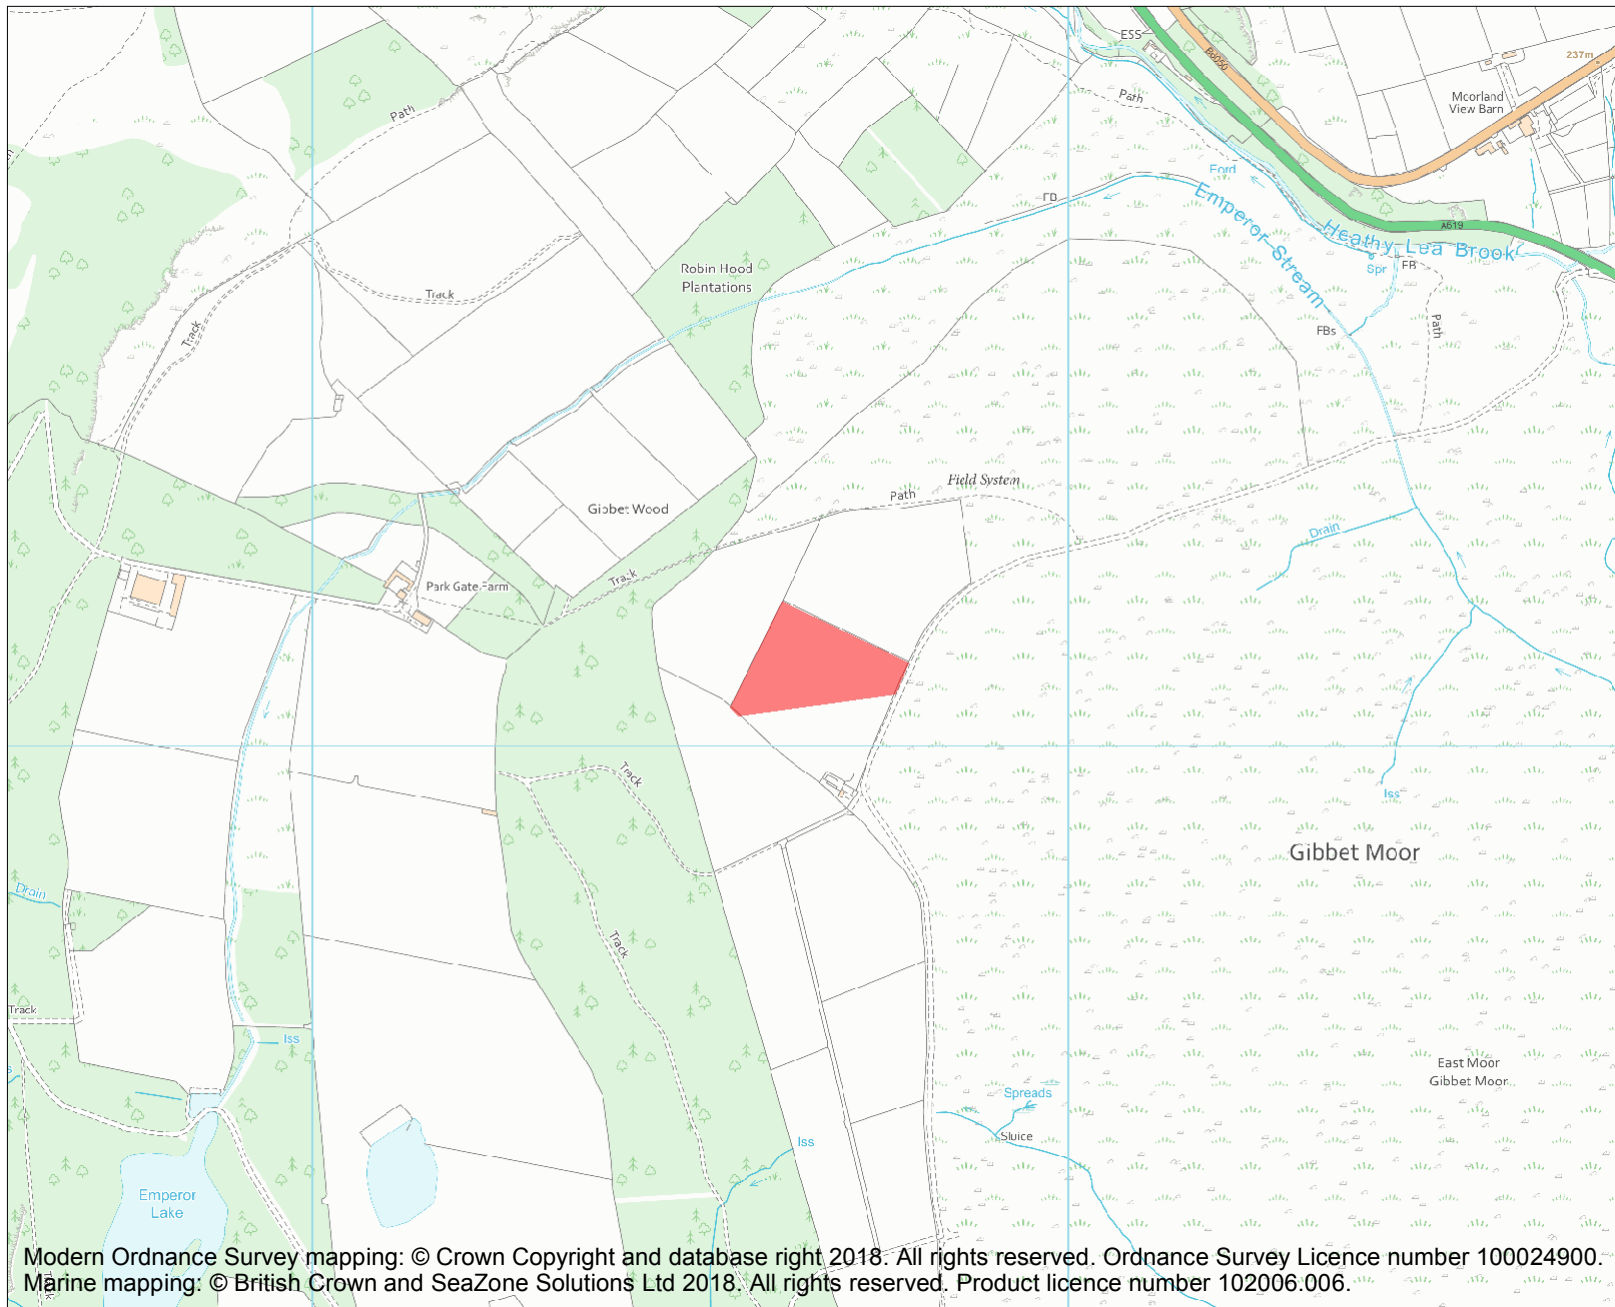 ESS
B6050
237m
Moorland
View Barn
Path
Path
Ford
FB
Emperor Stream
Heathy Lea Brook
A619
Spr
FB
Robin Hood
Plantations
Track
Track
FBs
Path
Field System
Path
Gibbet Wood
Drain
Track
Park Gate Farm
Track
Iss
Gibbet Moor
Drain
Track
Track
Iss
East Moor
Gibbet Moor
Spreads
Sluice
Iss
Emperor
Lake
Track
Modern Ordnance Survey mapping: © Crown Copyright and database right 2018. All rights reserved. Ordnance Survey Licence number 100024900.
Marine mapping: © British Crown and SeaZone Solutions Ltd 2018. All rights reserved. Product licence number 102006.006.